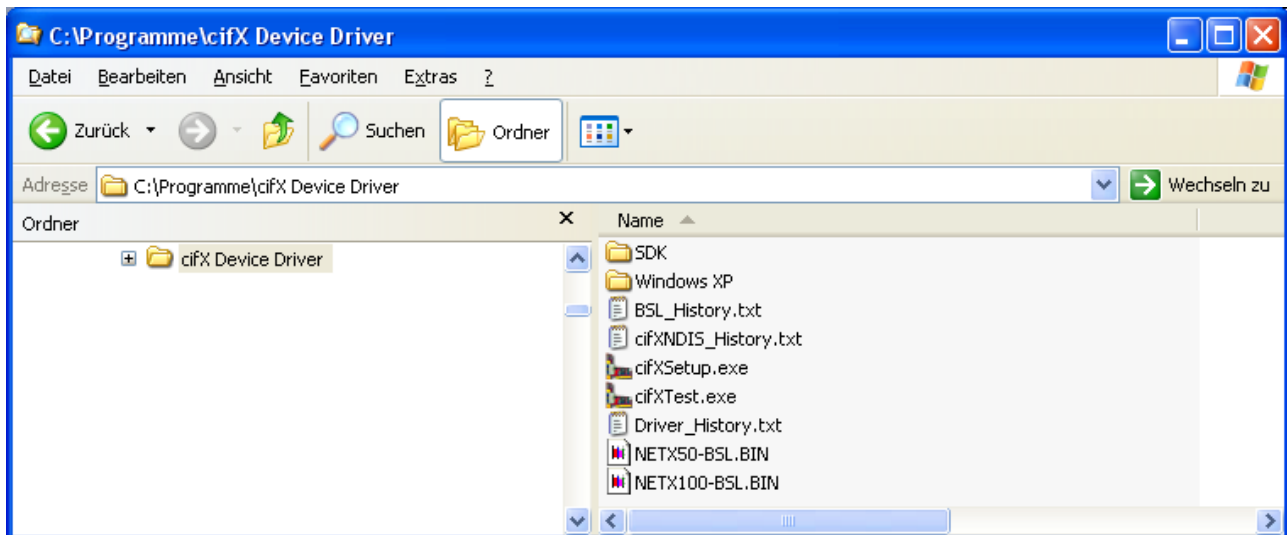 C:\Programme\cifX Device Driver
Datei Bearbeiten Ansicht Favoriten Extras ?
Zurück Suchen Ordner
Adresse C:\Programme\cifX Device Driver Wechseln zu
Ordner
cifX Device Driver
Name
SDK
Windows XP
BSL_History.txt
cifXNDIS_History.txt
cifXSetup.exe
cifXTest.exe
Driver_History.txt
NETX50-BSL.BIN
NETX100-BSL.BIN